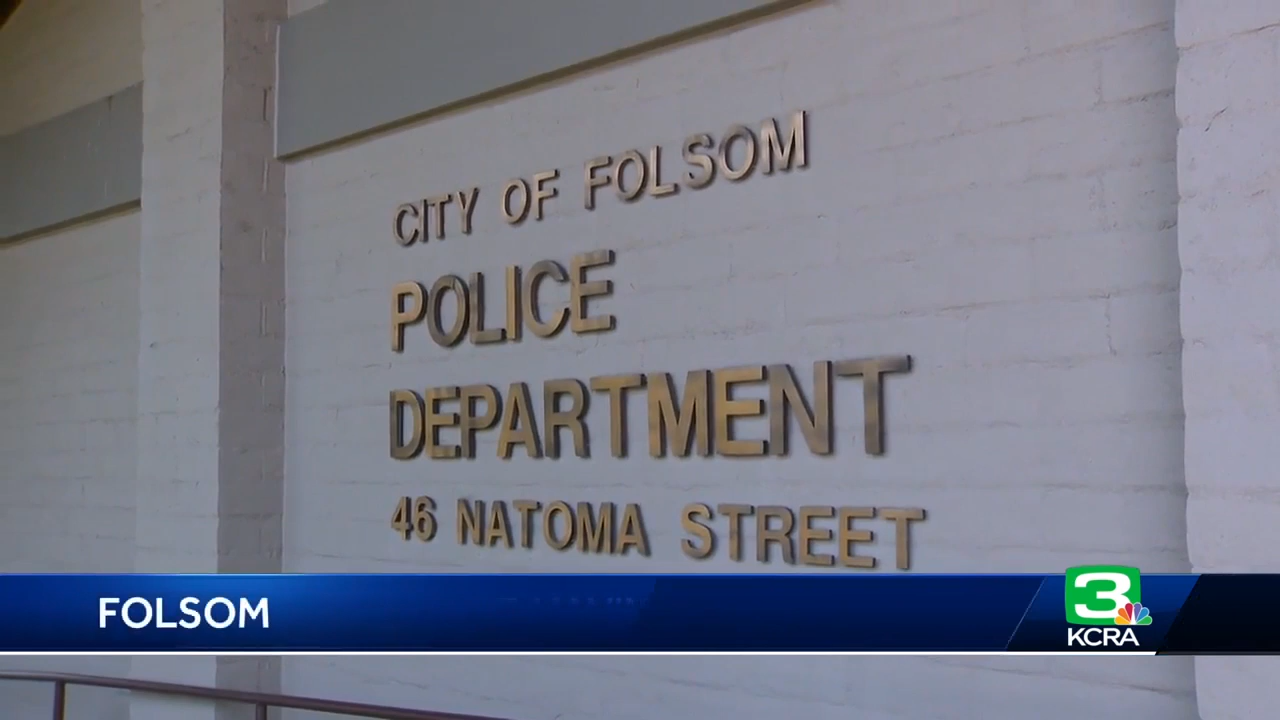 CITY OF FOLSOM
POLICE
DEPARTMENT
46 NATOMA STREET
FOLSOM
3
KCRA